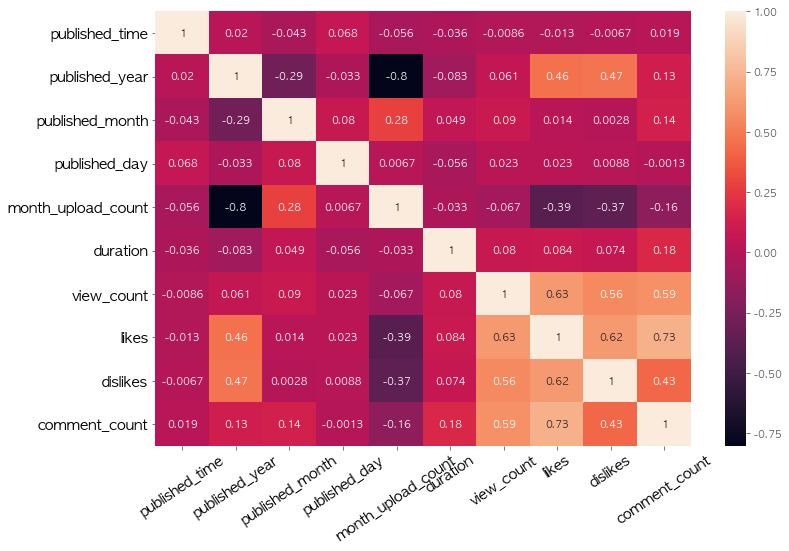 published_time 1 0.02 -0.043 0.068 -0.056 -0.036 -0.0086 -0.013 -0.0067 0.019
published_year 0.02 1 -0.29 -0.033 -0.8 -0.083 0.061 0.46 0.47 0.13
published_month -0.043 -0.29 1 0.08 0.28 0.049 0.09 0.014 0.0028 0.14
published_day 0.068 -0.033 0.08 1 0.0067 -0.056 0.023 0.023 0.0088 -0.0013
month_upload_count -0.056 -0.8 0.28 0.0067 1 -0.033 -0.067 -0.39 -0.37 -0.16
duration -0.036 -0.083 0.049 -0.056 -0.033 1 0.08 0.084 0.074 0.18
view_count -0.0086 0.061 0.09 0.023 -0.067 0.08 1 0.63 0.56 0.59
likes -0.013 0.46 0.014 0.023 -0.39 0.084 0.63 1 0.62 0.73
dislikes -0.0067 0.47 0.0028 0.0088 -0.37 0.074 0.56 0.62 1 0.43
comment_count 0.019 0.13 0.14 -0.0013 -0.16 0.18 0.59 0.73 0.43 1
published_time
published_year
published_month
published_day
month_upload_count
duration
view_count
likes
dislikes
comment_count
1.00
0.75
0.50
0.25
0.00
-0.25
-0.50
-0.75